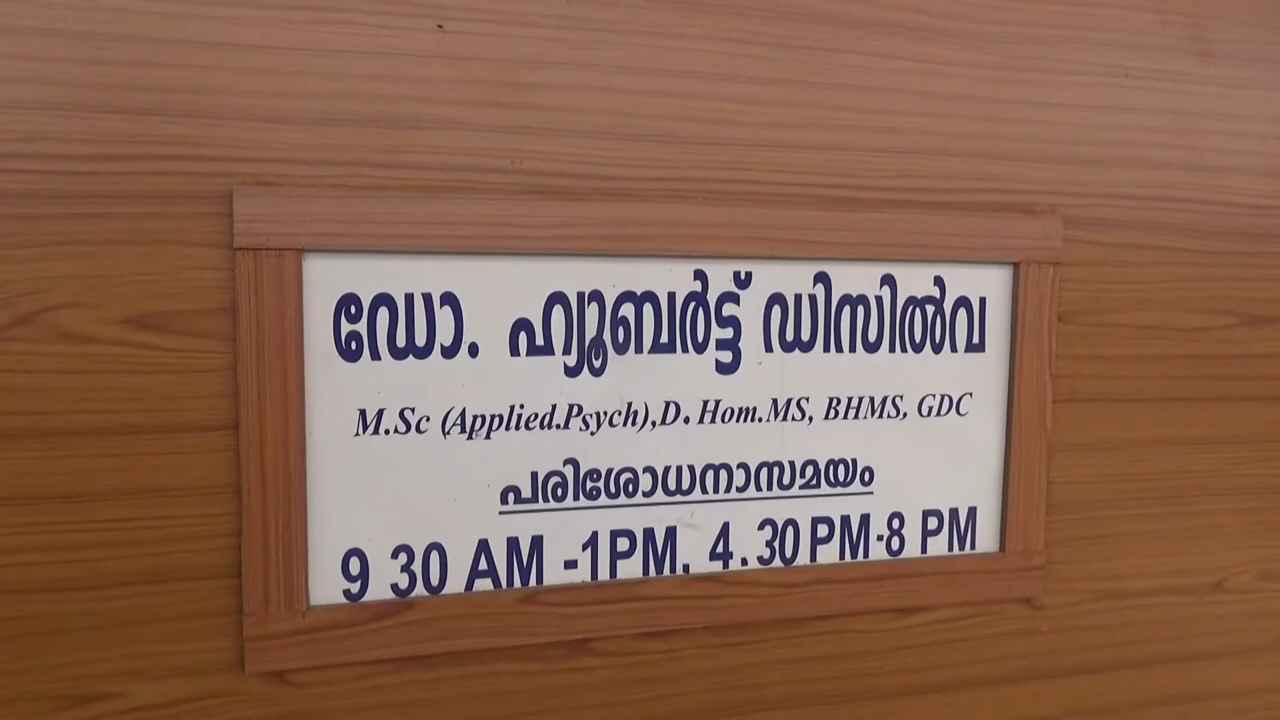 ഡോ. ഹ്യൂബർട്ട് ഡിസിൽവ
M.Sc (Applied.Psych),D. Hom.MS, BHMS, GDC
പരിശോധനാസമയം
9 30 AM -1PM, 4.30 PM-8 PM